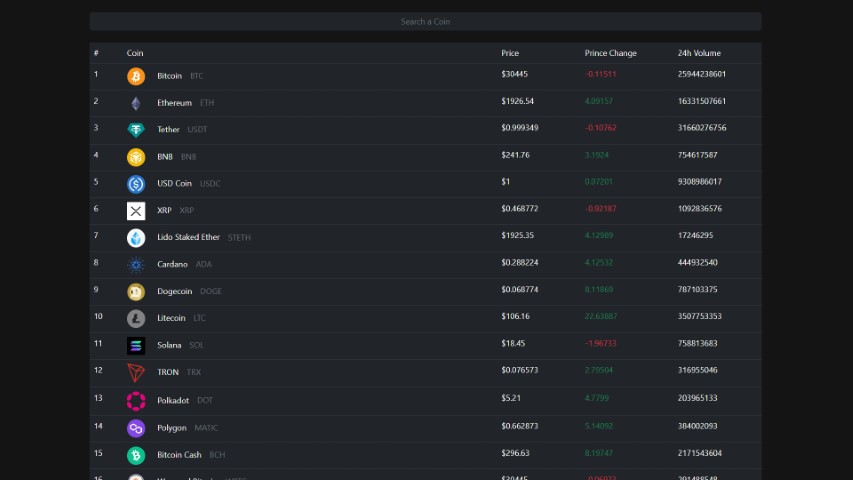 Search a Coin
# Coin Price Prince Change 24h Volume
1 Bitcoin BTC $30445 -0.11511 25944238601
2 Ethereum ETH $1926.54 4.09157 16331507661
3 Tether USDT $0.999349 -0.10762 31660276756
4 BNB BNB $241.76 3.1924 754617587
5 USD Coin USDC $1 0.07201 9308986017
6 XRP XRP $0.468772 -0.92187 1092836576
7 Lido Staked Ether STETH $1925.35 4.12989 17246295
8 Cardano ADA $0.288224 4.12532 444932540
9 Dogecoin DOGE $0.068774 8.11869 787103375
10 Litecoin LTC $106.16 22.63887 3507753353
11 Solana SOL $18.45 -1.96733 758813683
12 TRON TRX $0.076573 2.79504 316955046
13 Polkadot DOT $5.21 4.7799 203965133
14 Polygon MATIC $0.662873 5.14092 384002093
15 Bitcoin Cash BCH $296.63 8.19747 2171543604